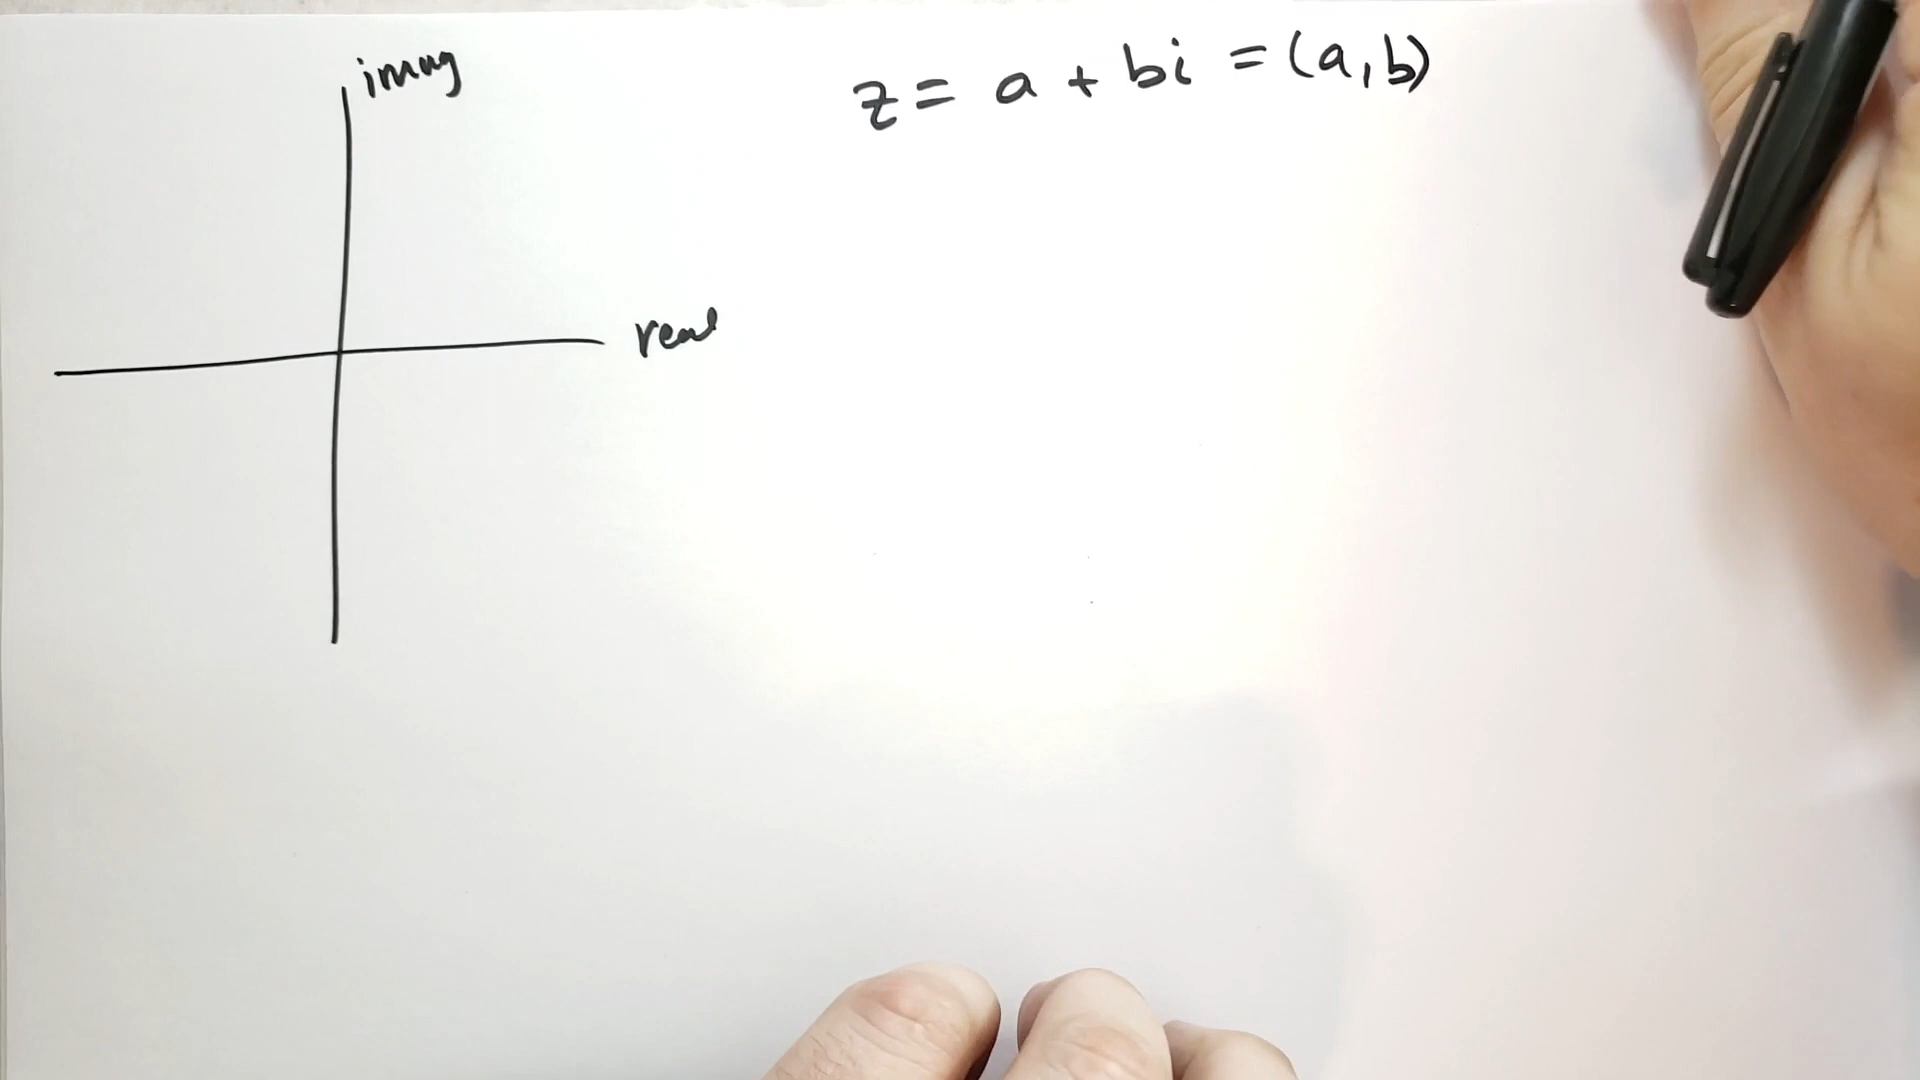 imag
z = a + bi = (a,b)
real